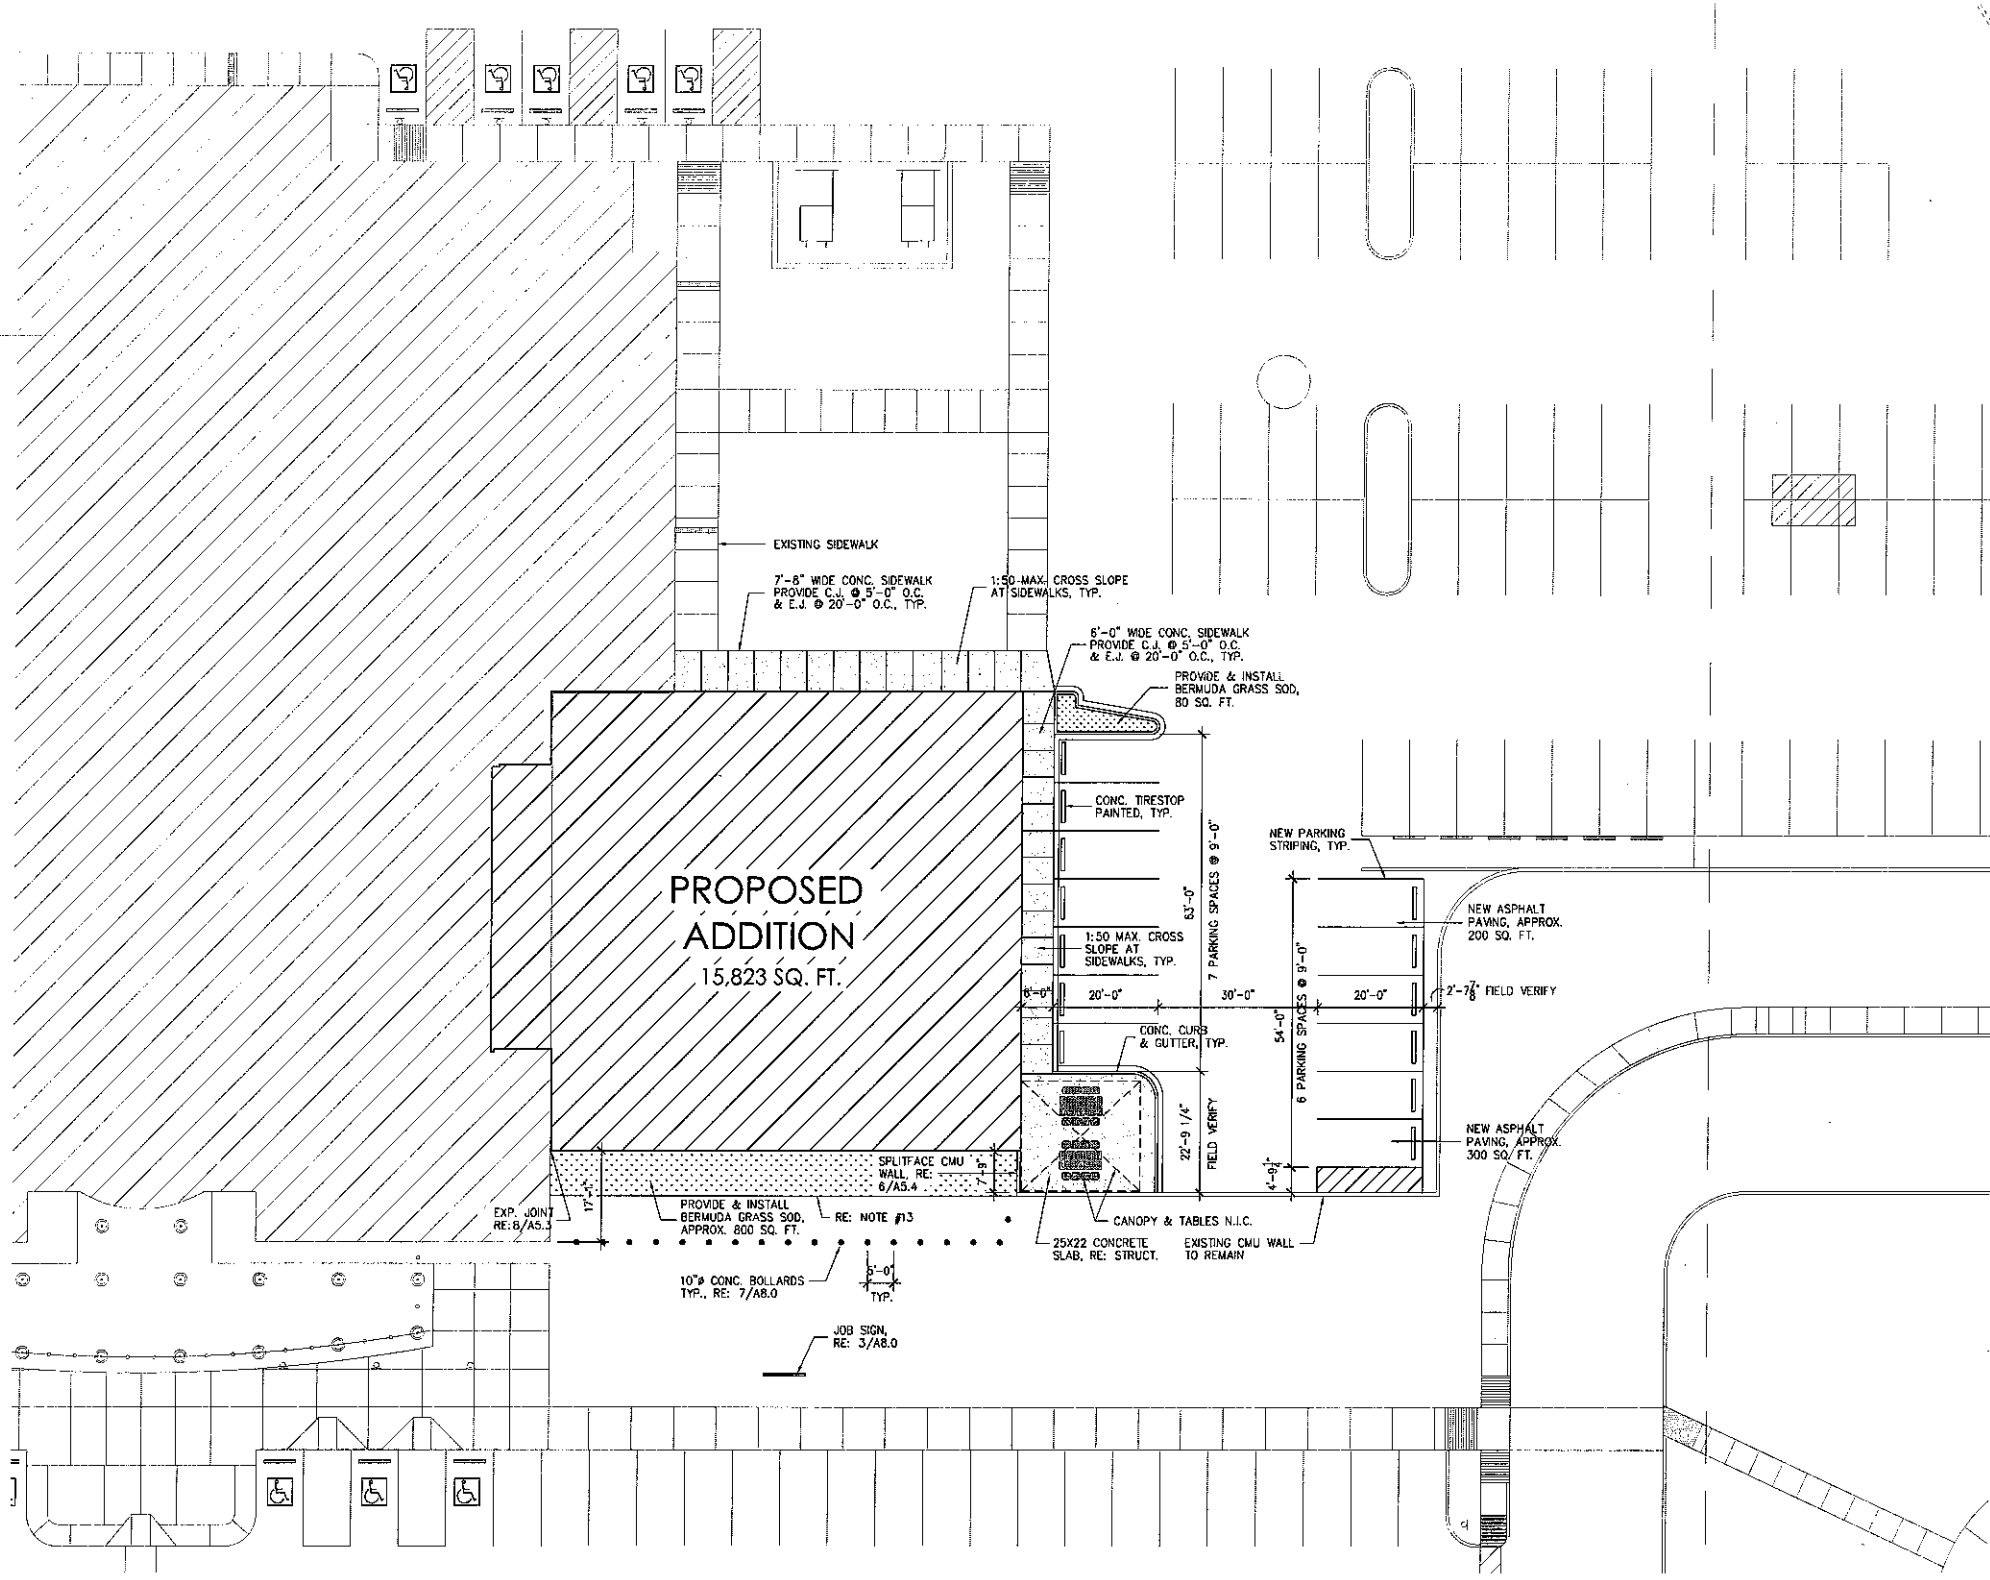 EXISTING SIDEWALK
7'-8" WIDE CONC. SIDEWALK
PROVIDE C.J. @ 5'-0" O.C.
& E.J. @ 20'-0" O.C., TYP.
1:50 MAX. CROSS SLOPE
AT SIDEWALKS, TYP.
6'-0" WIDE CONC. SIDEWALK
PROVIDE C.J. @ 5'-0" O.C.
& E.J. @ 20'-0" O.C., TYP.
PROVIDE & INSTALL
BERMUDA GRASS SOD,
80 SQ. FT.
CONC. TIRESTOP
PAINTED, TYP.
NEW PARKING
STRIPING, TYP.
63'-0"
7 PARKING SPACES @ 9'-0"
PROPOSED
ADDITION
15,823 SQ. FT.
1:50 MAX. CROSS
SLOPE AT
SIDEWALKS, TYP.
NEW ASPHALT
PAVING, APPROX.
200 SQ. FT.
6'-0"
20'-0"
30'-0"
20'-0"
2'-7⅞" FIELD VERIFY
54'-0"
6 PARKING SPACES @ 9'-0"
CONC. CURB
& GUTTER, TYP.
22'-9 1/4"
FIELD VERIFY
NEW ASPHALT
PAVING, APPROX.
300 SQ. FT.
SPLITFACE CMU
WALL, RE:
6/A5.4
7'-9"
EXP. JOINT
RE: 8/A5.3
PROVIDE & INSTALL
BERMUDA GRASS SOD,
APPROX. 800 SQ. FT.
RE: NOTE #13
CANOPY & TABLES N.I.C.
25X22 CONCRETE
SLAB, RE: STRUCT.
EXISTING CMU WALL
TO REMAIN
10"ø CONC. BOLLARDS
TYP., RE: 7/A8.0
5'-0"
TYP.
JOB SIGN,
RE: 3/A8.0